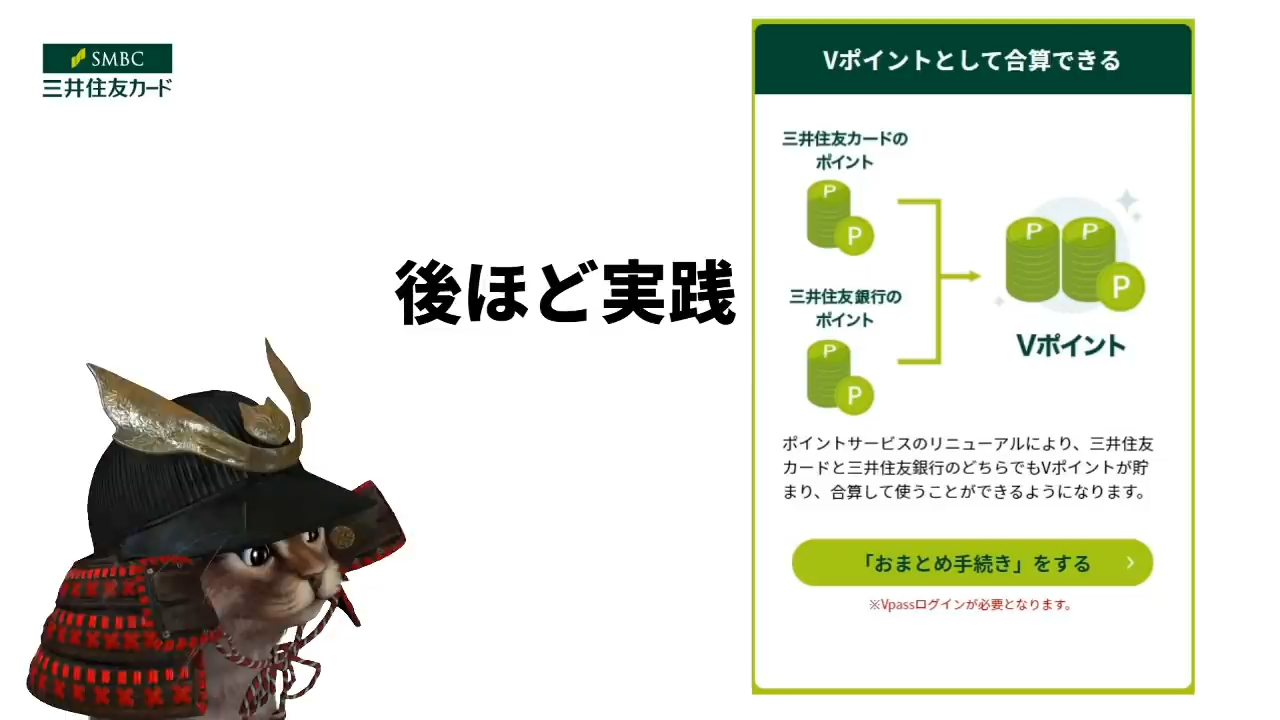 SMBC
三井住友カード
後ほど実践
Vポイントとして合算できる
三井住友カードの
ポイント
P
P
三井住友銀行の
ポイント
P
P
P
P
P
Vポイント
ポイントサービスのリニューアルにより、三井住友
カードと三井住友銀行のどちらでもVポイントが貯
まり、合算して使うことができるようになります。
「おまとめ手続き」をする
※Vpassログインが必要となります。